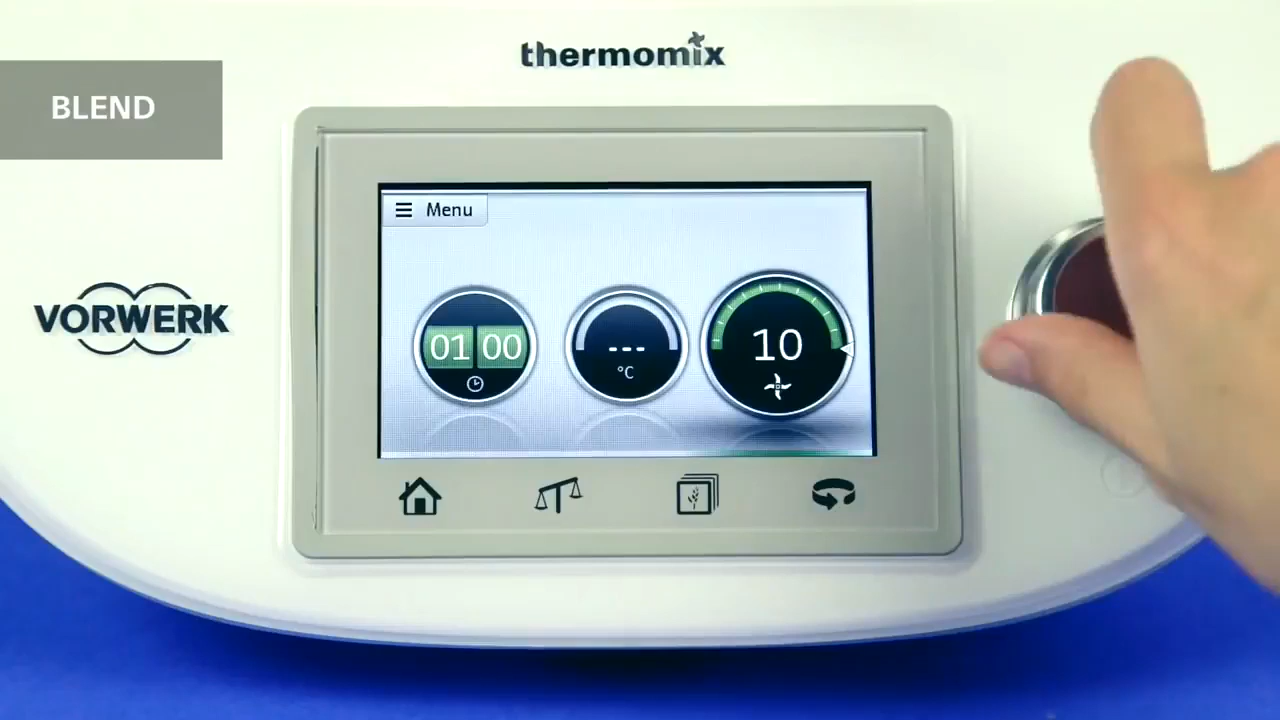 thermomix
BLEND
Menu
VORWERK
01 00
---
°C
10